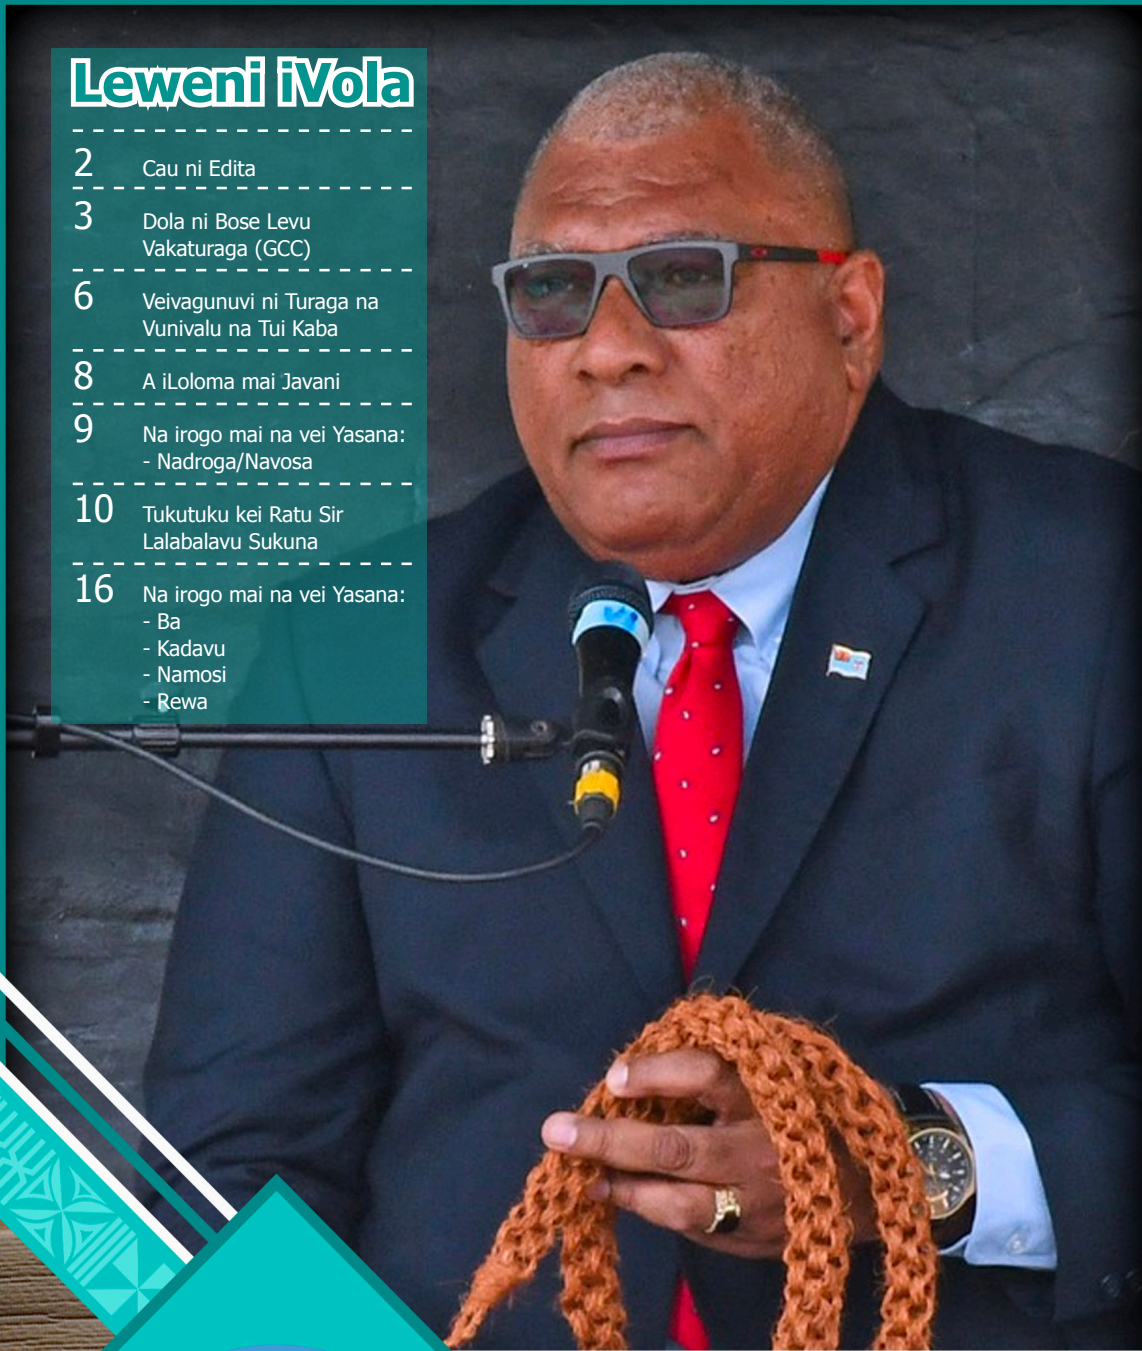 Leweni iVola
2 Cau ni Edita
3 Dola ni Bose Levu
Vakaturaga (GCC)
6 Veivagunuvi ni Turaga na
Vunivalu na Tui Kaba
8 A iLoloma mai Javani
9 Na irogo mai na vei Yasana:
- Nadroga/Navosa
10 Tukutuku kei Ratu Sir
Lalabalavu Sukuna
16 Na irogo mai na vei Yasana:
- Ba
- Kadavu
- Namosi
- Rewa